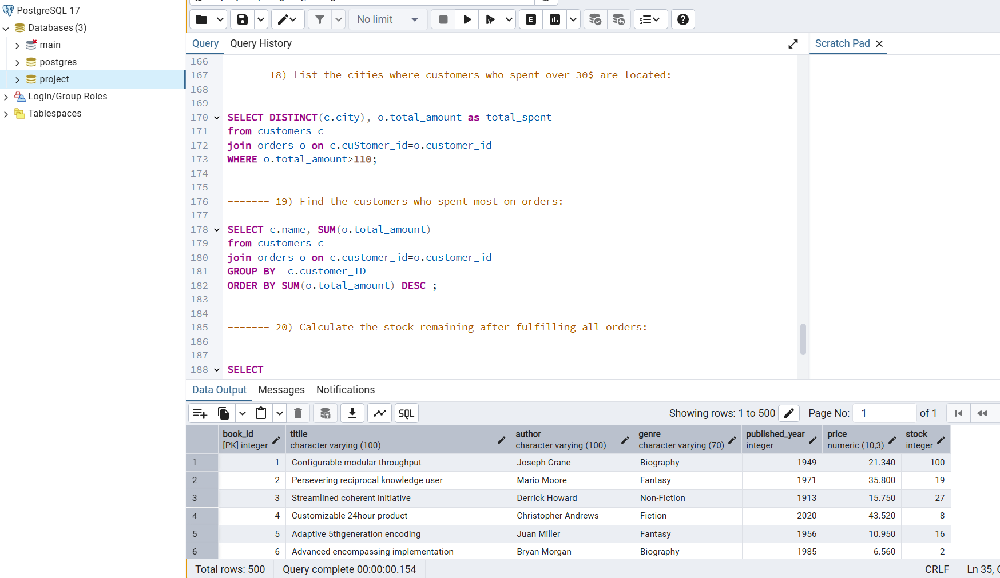 PostgreSQL 17
Databases (3)
main
postgres
project
Login/Group Roles
Tablespaces
No limit
E
Query
Query History
Scratch Pad
166
167 ------ 18) List the cities where customers who spent over 30$ are located:
168
169
170 SELECT DISTINCT(c.city), o.total_amount as total_spent
171 from customers c
172 join orders o on c.cuStomer_id=o.customer_id
173 WHERE o.total_amount>110;
174
175
176 ------- 19) Find the customers who spent most on orders:
177
178 SELECT c.name, SUM(o.total_amount)
179 from customers c
180 join orders o on c.customer_id=o.customer_id
181 GROUP BY  c.customer_ID
182 ORDER BY SUM(o.total_amount) DESC ;
183
184
185 ------- 20) Calculate the stock remaining after fulfilling all orders:
186
187
188 SELECT
Data Output Messages Notifications
SQL Showing rows: 1 to 500 Page No: 1 of 1
book_id titile author genre published_year price stock
[PK] integer character varying (100) character varying (100) character varying (70) integer numeric (10,3) integer
1 1 Configurable modular throughput Joseph Crane Biography 1949 21.340 100
2 2 Persevering reciprocal knowledge user Mario Moore Fantasy 1971 35.800 19
3 3 Streamlined coherent initiative Derrick Howard Non-Fiction 1913 15.750 27
4 4 Customizable 24hour product Christopher Andrews Fiction 2020 43.520 8
5 5 Adaptive 5thgeneration encoding Juan Miller Fantasy 1956 10.950 16
6 6 Advanced encompassing implementation Bryan Morgan Biography 1985 6.560 2
Total rows: 500 Query complete 00:00:00.154 CRLF Ln 35,